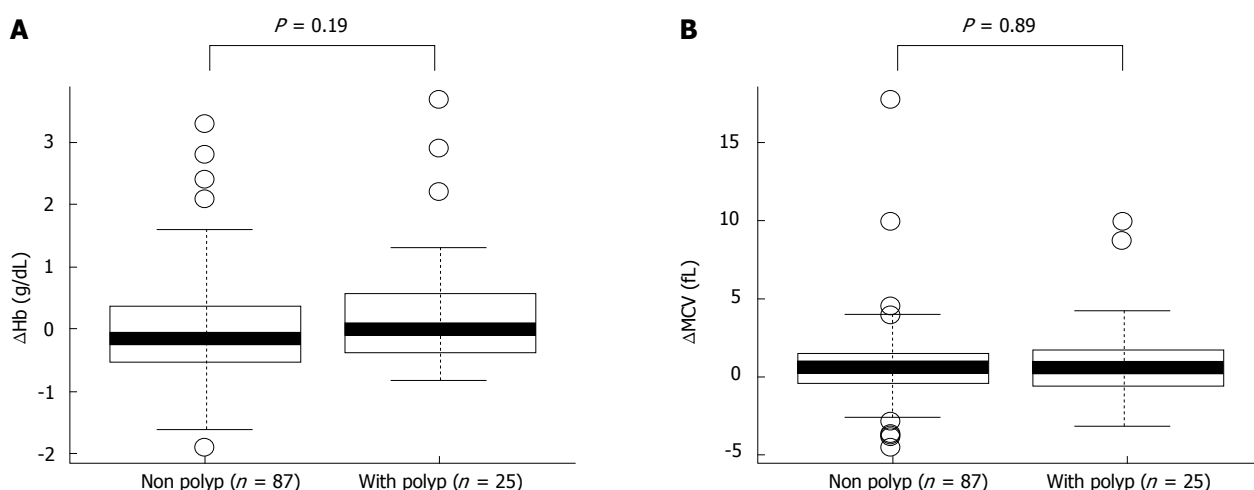 A
P = 0.19
ΔHb (g/dL)
3
2
1
0
-1
-2
Non polyp (n = 87)
With polyp (n = 25)
B
P = 0.89
ΔMCV (fL)
15
10
5
0
-5
Non polyp (n = 87)
With polyp (n = 25)